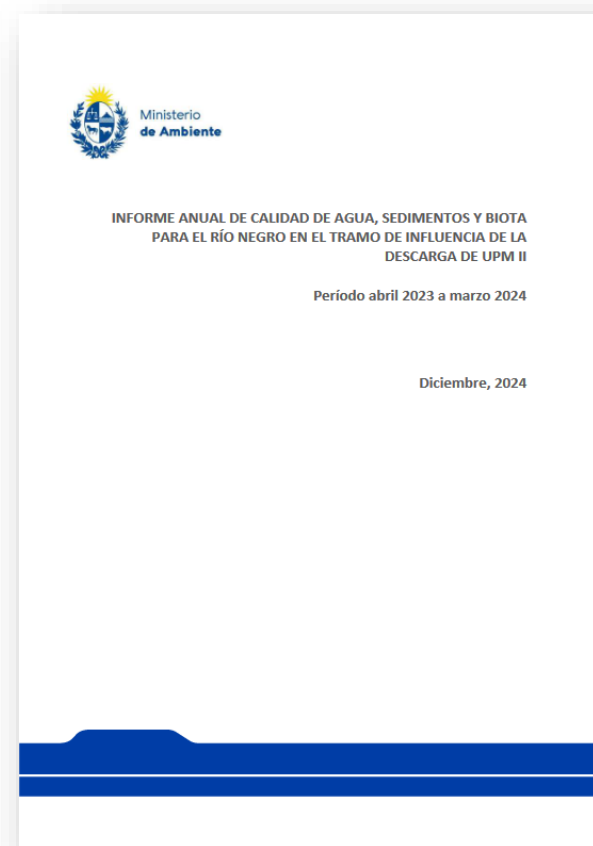 Ministerio
de Ambiente
INFORME ANUAL DE CALIDAD DE AGUA, SEDIMENTOS Y BIOTA
PARA EL RÍO NEGRO EN EL TRAMO DE INFLUENCIA DE LA
DESCARGA DE UPM II
Período abril 2023 a marzo 2024
Diciembre, 2024